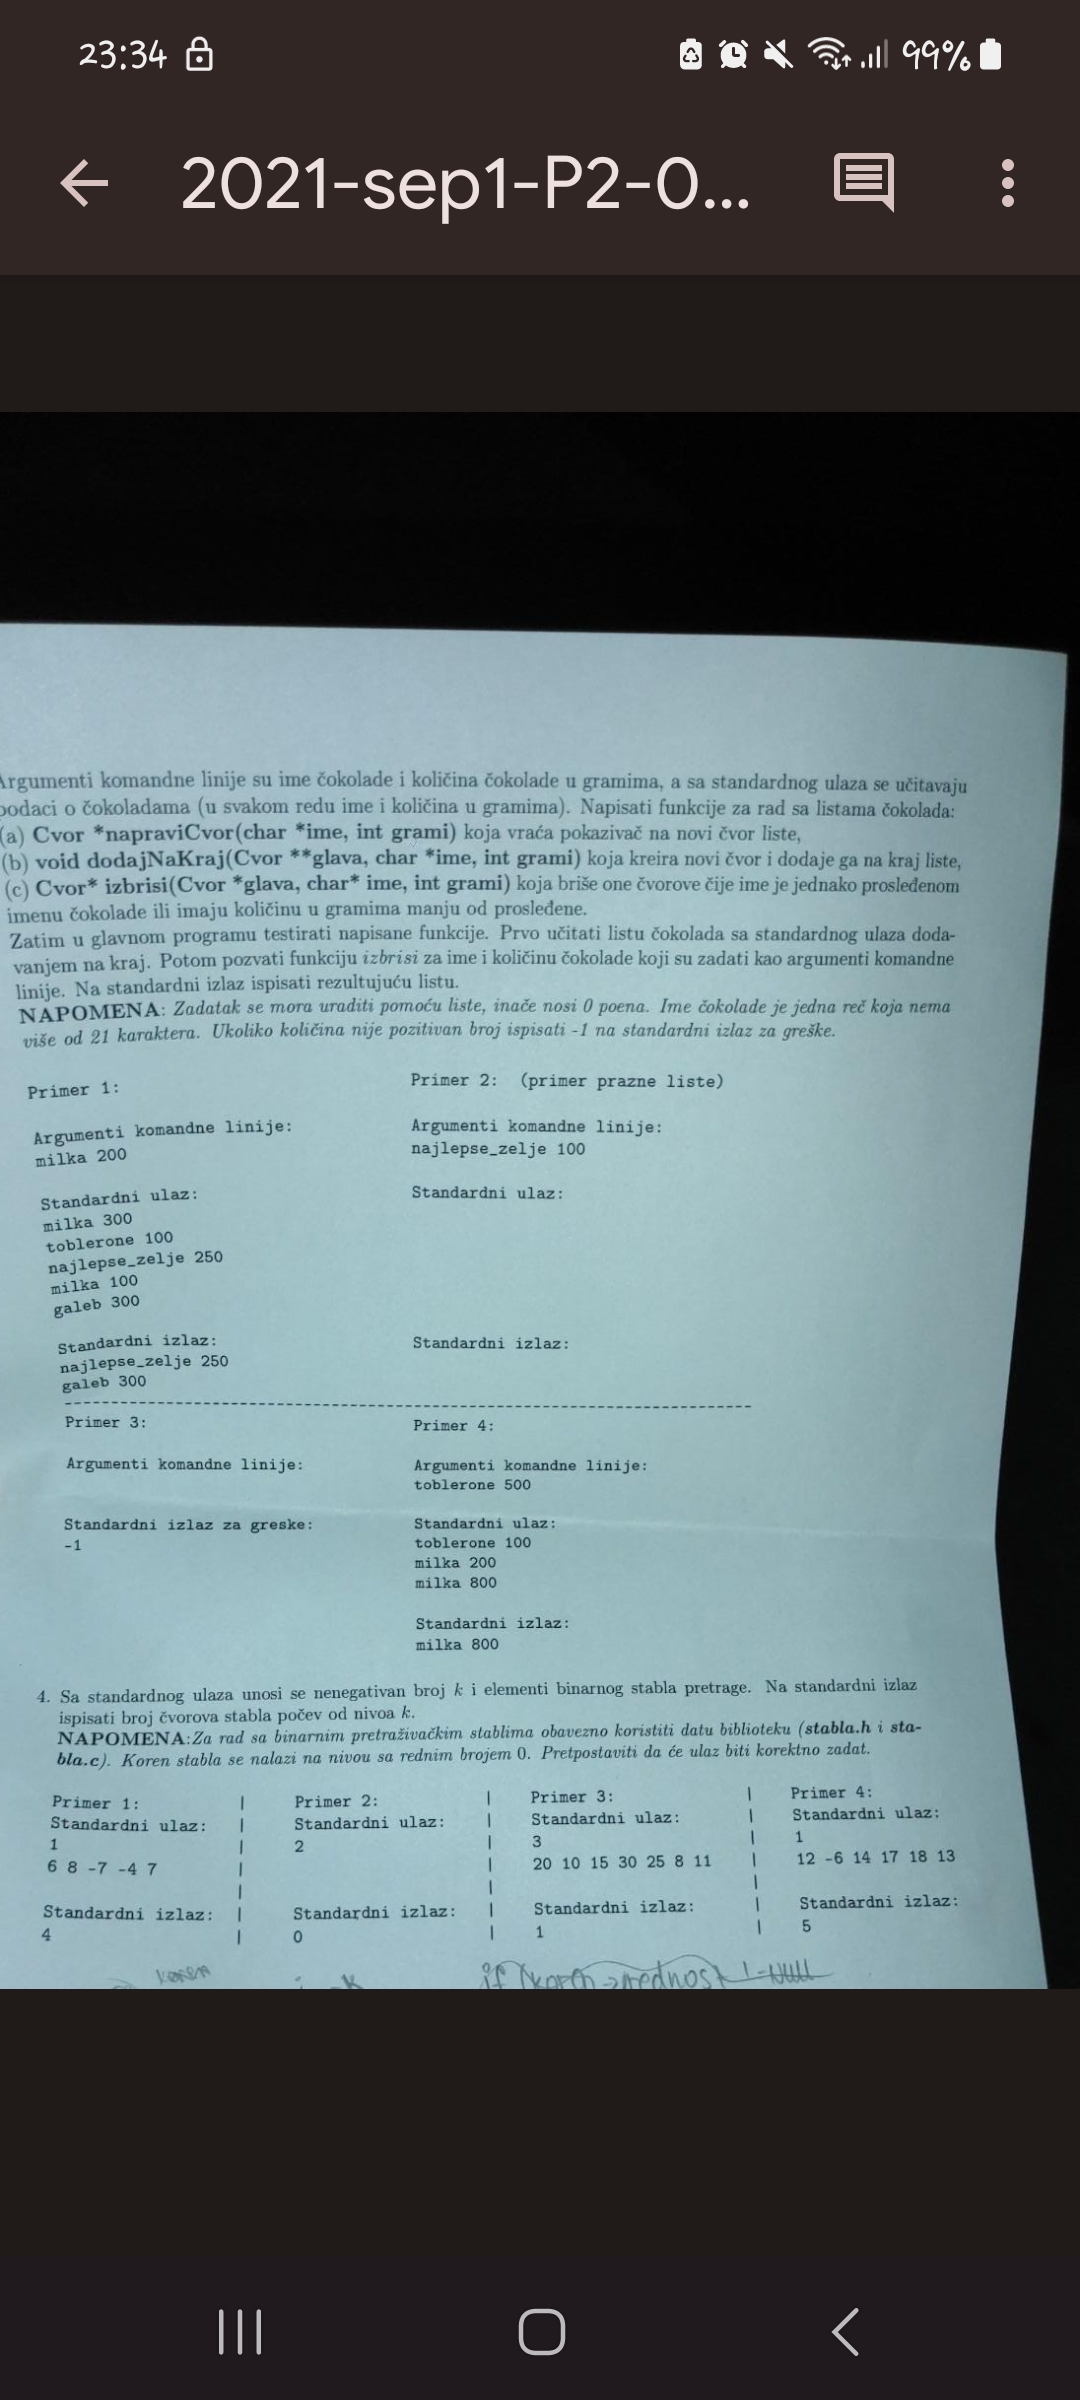 23:34
99%
2021-sep1-P2-0...
Argumenti komandne linije su ime čokolade i količina čokolade u gramima, a sa standardnog ulaza se učitavaju
podaci o čokoladama (u svakom redu ime i količina u gramima). Napisati funkcije za rad sa listama čokolada:
(a) Cvor *napraviCvor(char *ime, int grami) koja vraća pokazivač na novi čvor liste,
(b) void dodajNaKraj(Cvor **glava, char *ime, int grami) koja kreira novi čvor i dodaje ga na kraj liste,
(c) Cvor* izbrisi(Cvor *glava, char* ime, int grami) koja briše one čvorove čije ime je jednako prosleđenom
imenu čokolade ili imaju količinu u gramima manju od prosleđene.
Zatim u glavnom programu testirati napisane funkcije. Prvo učitati listu čokolada sa standardnog ulaza doda-
vanjem na kraj. Potom pozvati funkciju izbrisi za ime i količinu čokolade koji su zadati kao argumenti komandne
linije. Na standardni izlaz ispisati rezultujuću listu.
NAPOMENA: Zadatak se mora uraditi pomoću liste, inače nosi 0 poena. Ime čokolade je jedna reč koja nema
više od 21 karaktera. Ukoliko količina nije pozitivan broj ispisati -1 na standardni izlaz za greške.
Primer 1:
Argumenti komandne linije:
milka 200
Standardni ulaz:
milka 300
toblerone 100
najlepse_zelje 250
milka 100
galeb 300
Standardni izlaz:
najlepse_zelje 250
galeb 300
Primer 2: (primer prazne liste)
Argumenti komandne linije:
najlepse_zelje 100
Standardni ulaz:
Standardni izlaz:
Primer 3:
Argumenti komandne linije:
Standardni izlaz za greske:
-1
Primer 4:
Argumenti komandne linije:
toblerone 500
Standardni ulaz:
toblerone 100
milka 200
milka 800
Standardni izlaz:
milka 800
4. Sa standardnog ulaza unosi se nenegativan broj k i elementi binarnog stabla pretrage. Na standardni izlaz
ispisati broj čvorova stabla počev od nivoa k.
NAPOMENA:Za rad sa binarnim pretraživačkim stablima obavezno koristiti datu biblioteku (stabla.h i sta-
bla.c). Koren stabla se nalazi na nivou sa rednim brojem 0. Pretpostaviti da će ulaz biti korektno zadat.
Primer 1:
Standardni ulaz:
1
6 8 -7 -4 7
Standardni izlaz:
4
Primer 2:
Standardni ulaz:
2
Standardni izlaz:
0
Primer 3:
Standardni ulaz:
3
20 10 15 30 25 8 11
Standardni izlaz:
1
Primer 4:
Standardni ulaz:
1
12 -6 14 17 18 13
Standardni izlaz:
5
koren
if (koren->vrednost != NULL